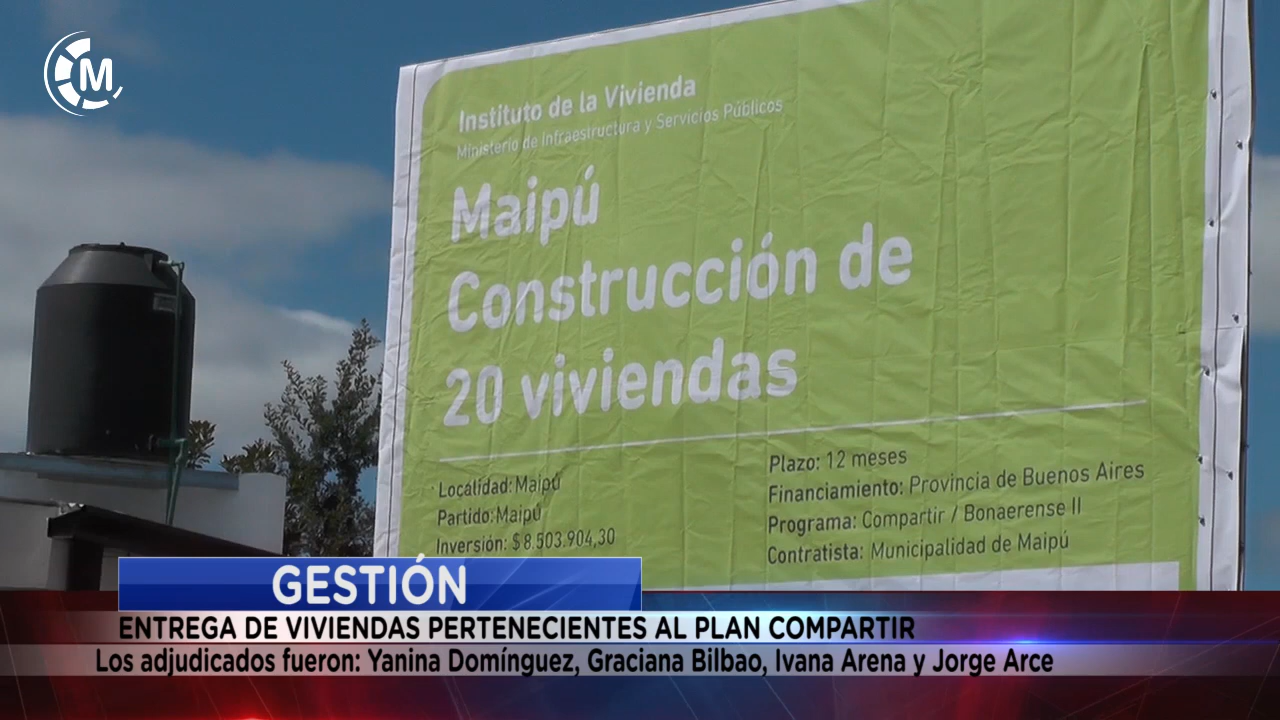 M
Instituto de la Vivienda
Ministerio de Infraestructura y Servicios Públicos
Maipú
Construcción de
20 viviendas
Localidad: Maipú
Partido: Maipú
Inversión: $ 8.503.904,30
Plazo: 12 meses
Financiamiento: Provincia de Buenos Aires
Programa: Compartir / Bonaerense II
Contratista: Municipalidad de Maipú
GESTIÓN
ENTREGA DE VIVIENDAS PERTENECIENTES AL PLAN COMPARTIR
Los adjudicados fueron: Yanina Domínguez, Graciana Bilbao, Ivana Arena y Jorge Arce